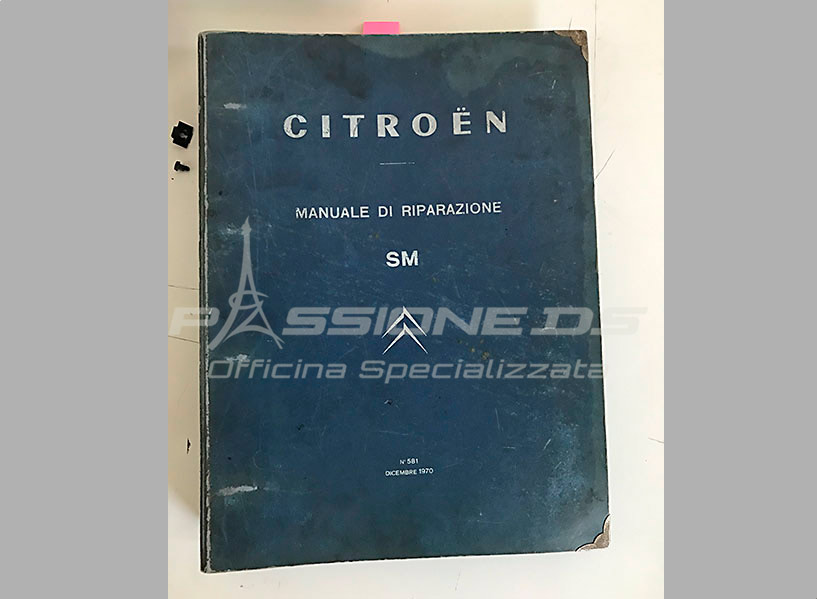 CITROËN
MANUALE DI RIPARAZIONE
SM
PASSIONE DS
Officina Specializzata
N° 581
DICEMBRE 1970